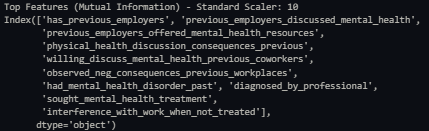 Top Features (Mutual Information) - Standard Scaler: 10
Index(['has_previous_employers', 'previous_employers_discussed_mental_health',
'previous_employers_offered_mental_health_resources',
'physical_health_discussion_consequences_previous',
'willing_discuss_mental_health_previous_coworkers',
'observed_neg_consequences_previous_workplaces',
'had_mental_health_disorder_past', 'diagnosed_by_professional',
'sought_mental_health_treatment',
'interference_with_work_when_not_treated'],
dtype='object')